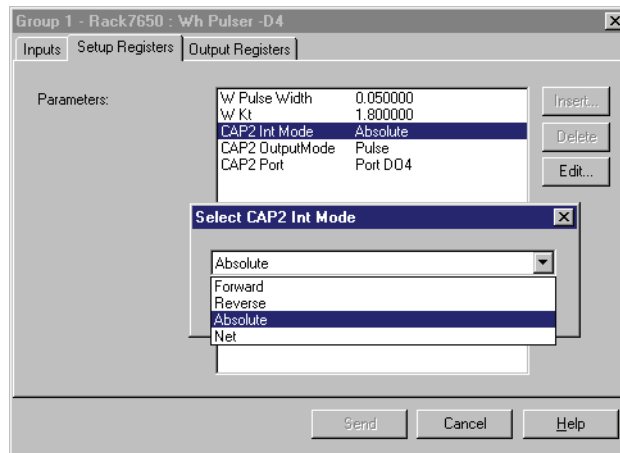 Group 1 - Rack7650 : Wh Pulser -D4
Inputs Setup Registers Output Registers
Parameters:
W Pulse Width 0.050000
W Kt 1.800000
CAP2 Int Mode Absolute
CAP2 OutputMode Pulse
CAP2 Port Port DO4
Insert...
Delete
Edit...
Select CAP2 Int Mode
Absolute
Forward
Reverse
Absolute
Net
Send Cancel Help